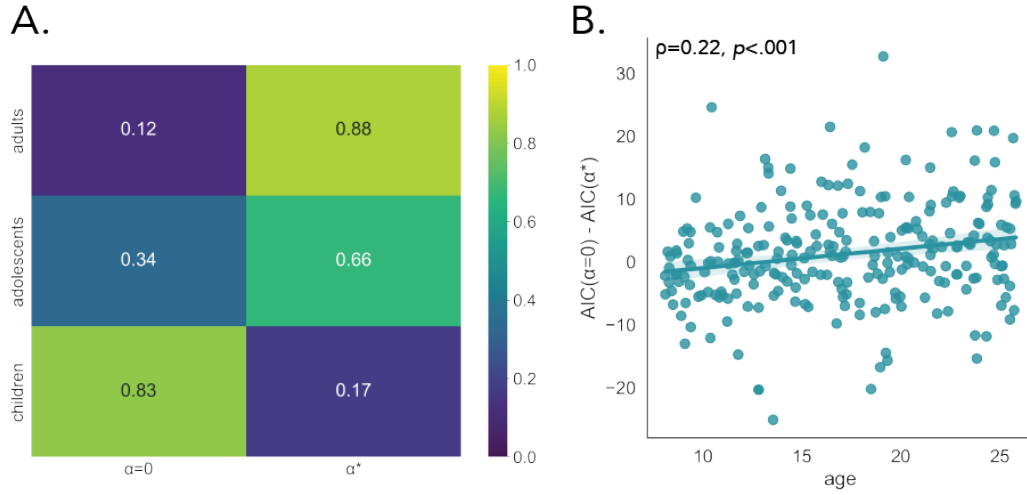 A.
adults
adolescents
children
0.12
0.88
0.34
0.66
0.83
0.17
α=0
α*
1.0
0.8
0.6
0.4
0.2
0.0
B.
ρ=0.22, p<.001
AIC(α=0) - AIC(α*)
30
20
10
0
−10
−20
10
15
20
25
age